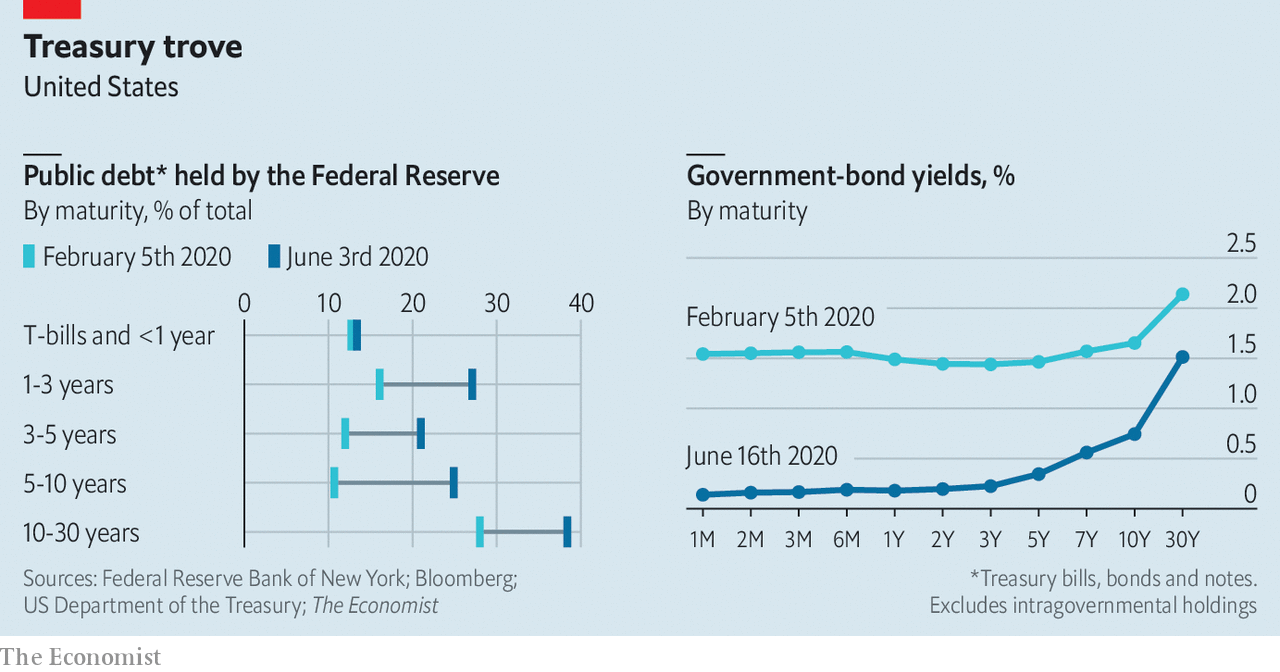 Treasury trove
United States
Public debt* held by the Federal Reserve
By maturity, % of total
February 5th 2020 June 3rd 2020
0 10 20 30 40
T-bills and <1 year
1-3 years
3-5 years
5-10 years
10-30 years
Government-bond yields, %
By maturity
2.5
2.0
February 5th 2020
1.5
1.0
June 16th 2020
0.5
0
1M 2M 3M 6M 1Y 2Y 3Y 5Y 7Y 10Y 30Y
Sources: Federal Reserve Bank of New York; Bloomberg;
US Department of the Treasury; The Economist
*Treasury bills, bonds and notes.
Excludes intragovernmental holdings
The Economist